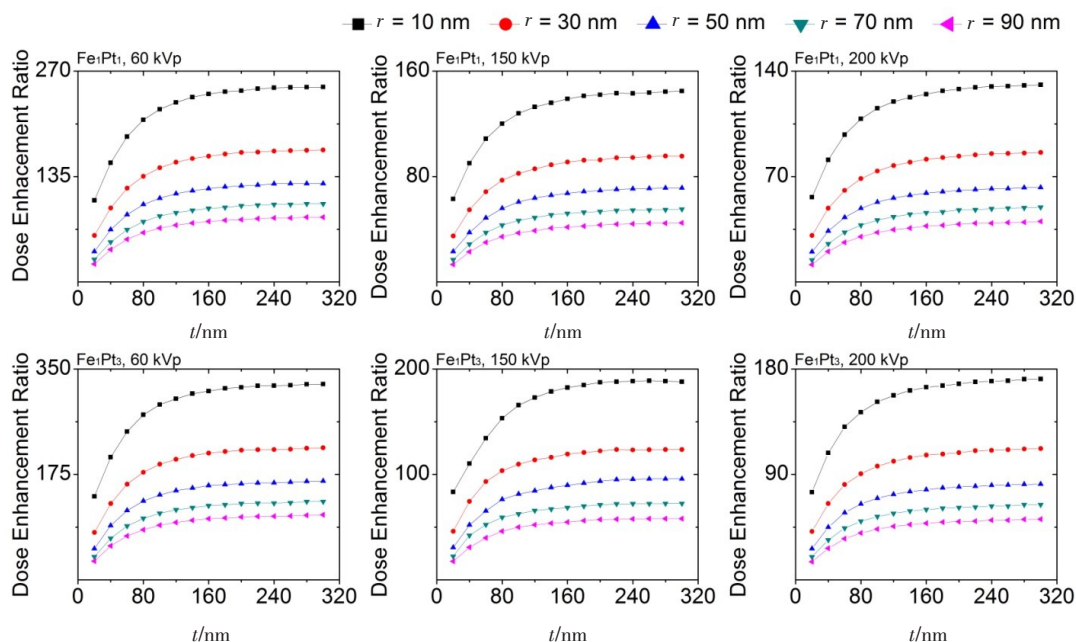 r = 10 nm r = 30 nm r = 50 nm r = 70 nm r = 90 nm
Fe₁Pt₁, 60 kVp
Dose Enhacement Ratio
270
135
0 80 160 240 320
t/nm
Fe₁Pt₁, 150 kVp
Dose Enhancement Ratio
160
80
0 80 160 240 320
t/nm
Fe₁Pt₁, 200 kVp
Dose Enhancement Ratio
140
70
0 80 160 240 320
t/nm
Fe₁Pt₃, 60 kVp
Dose Enhancement Ratio
350
175
0 80 160 240 320
t/nm
Fe₁Pt₃, 150 kVp
Dose Enhancement Ratio
200
100
0 80 160 240 320
t/nm
Fe₁Pt₃, 200 kVp
Dose Enhancement Ratio
180
90
0 80 160 240 320
t/nm